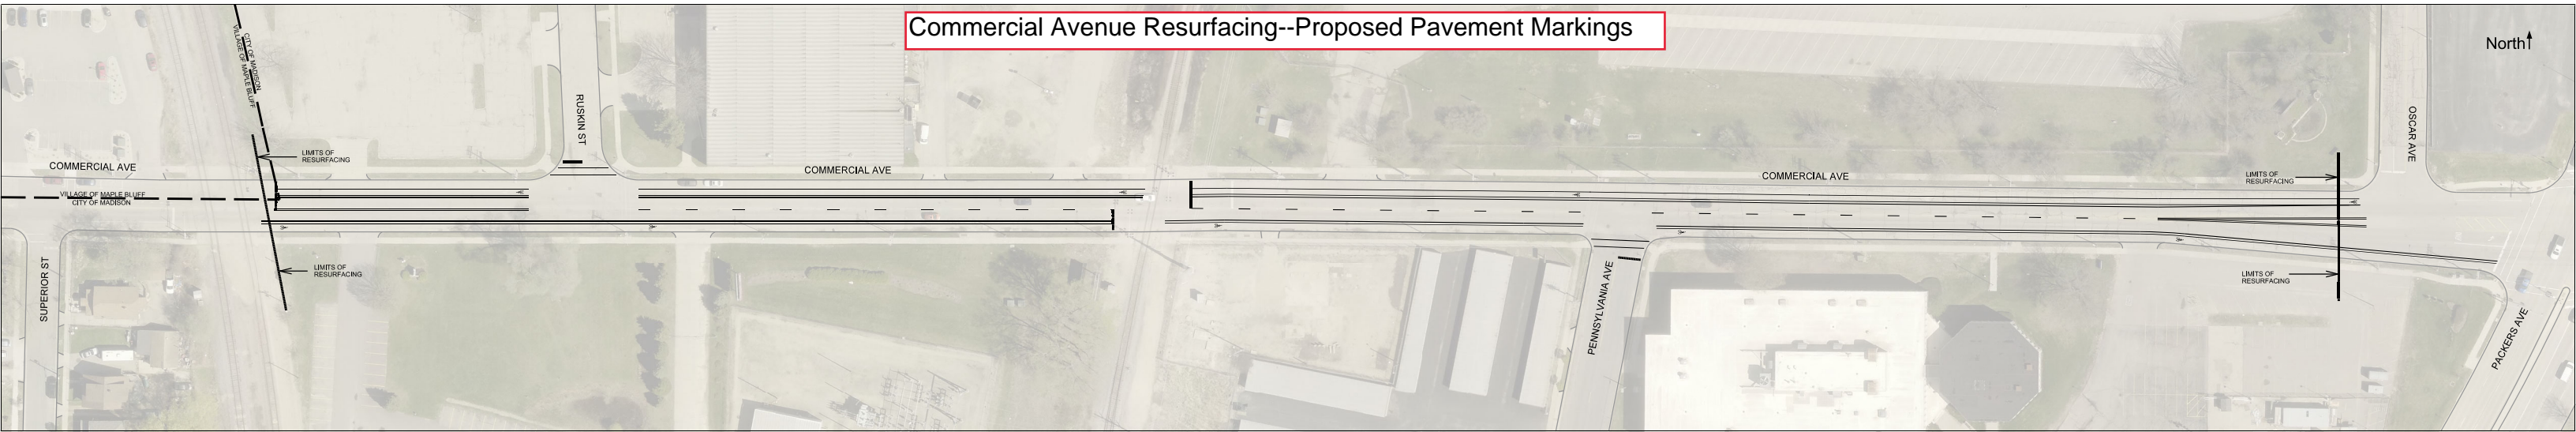 Commercial Avenue Resurfacing--Proposed Pavement Markings
North
CITY OF MADISON
VILLAGE OF MAPLE BLUFF
RUSKIN ST
OSCAR AVE
LIMITS OF
RESURFACING
COMMERCIAL AVE
COMMERCIAL AVE
COMMERCIAL AVE
LIMITS OF
RESURFACING
VILLAGE OF MAPLE BLUFF
CITY OF MADISON
SUPERIOR ST
LIMITS OF
RESURFACING
PENNSYLVANIA AVE
LIMITS OF
RESURFACING
PACKERS AVE